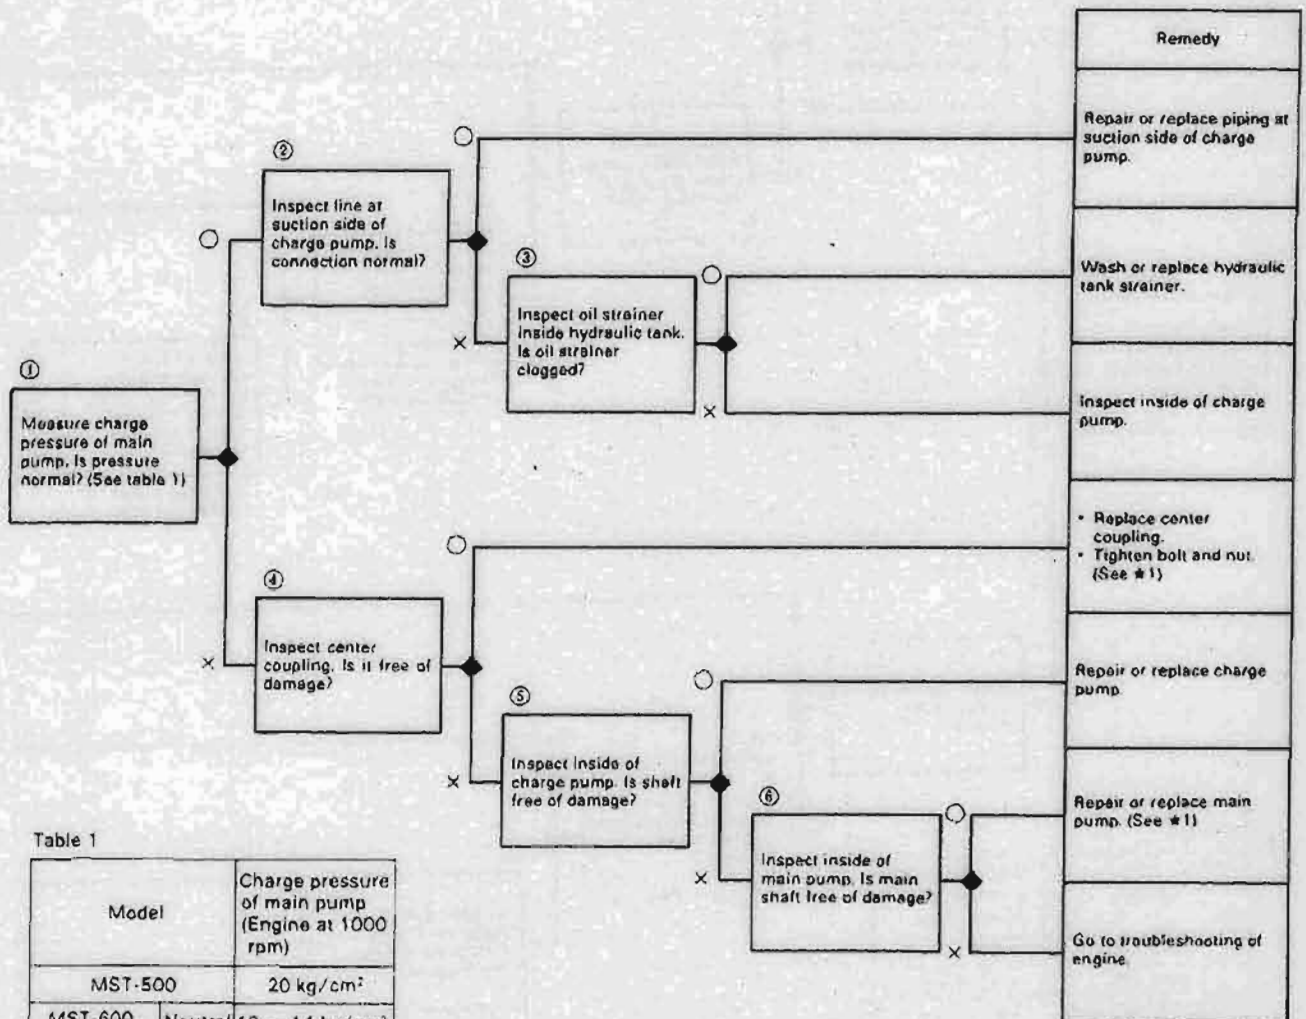 Remedy
Repair or replace piping at
suction side of charge
pump.
②
Inspect line at
suction side of
charge pump. Is
connection normal?
○
○
×
③
Inspect oil strainer
inside hydraulic tank.
Is oil strainer
clogged?
○
×
Wash or replace hydraulic
tank strainer.
Inspect inside of charge
pump.
①
Measure charge
pressure of main
pump. Is pressure
normal? (See table 1)
○
• Replace center
coupling.
• Tighten bolt and nut.
(See ★1)
④
Inspect center
coupling. Is it free of
damage?
×
○
×
⑤
Inspect inside of
charge pump. Is shaft
free of damage?
Repair or replace charge
pump.
⑥
Inspect inside of
main pump. Is main
shaft free of damage?
×
○
×
Repair or replace main
pump. (See ★1)
Go to troubleshooting of
engine.
Table 1
Model
Charge pressure
of main pump
(Engine at 1000
rpm)
MST-500
20 kg/cm²
MST-600
Neutral